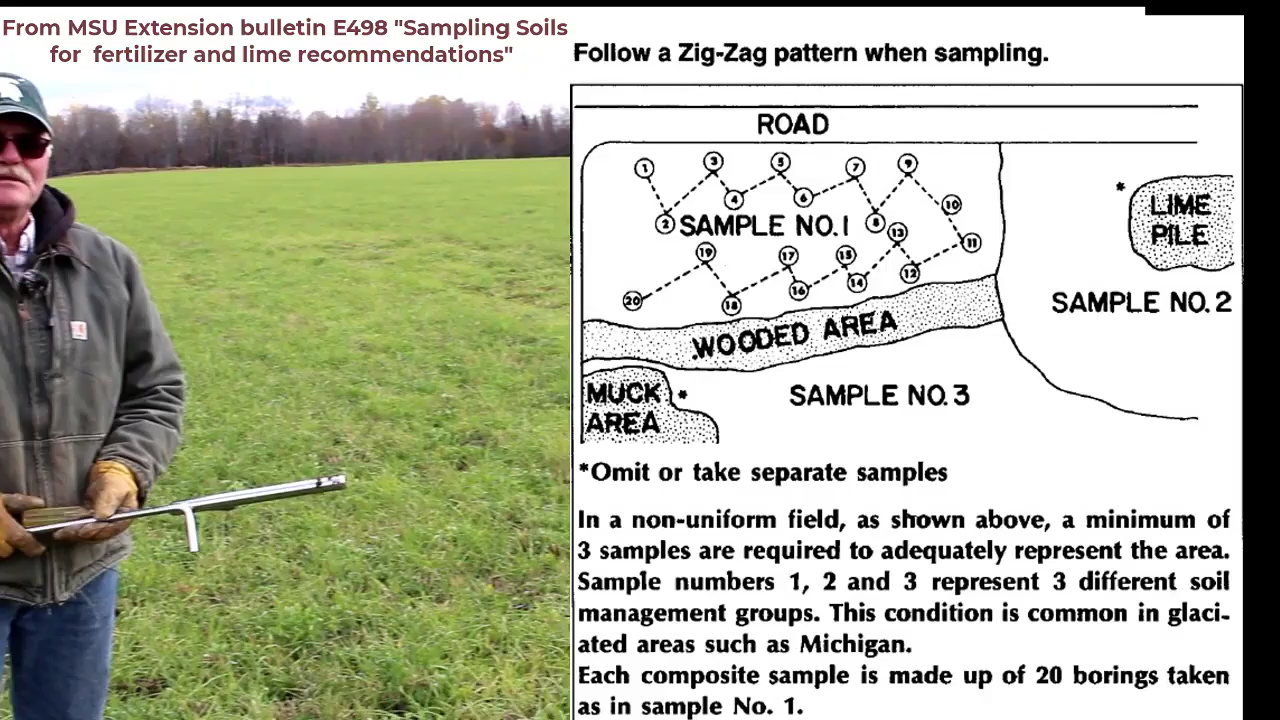 From MSU Extension bulletin E498 "Sampling Soils
for fertilizer and lime recommendations"
Follow a Zig-Zag pattern when sampling.
ROAD
1
3
5
7
9
4
6
10
2
SAMPLE NO. 1
8
13
11
19
17
15
12
20
18
16
14
* LIME
PILE
SAMPLE NO. 2
WOODED AREA
MUCK *
AREA
SAMPLE NO. 3
*Omit or take separate samples
In a non-uniform field, as shown above, a minimum of
3 samples are required to adequately represent the area.
Sample numbers 1, 2 and 3 represent 3 different soil
management groups. This condition is common in glaci-
ated areas such as Michigan.
Each composite sample is made up of 20 borings taken
as in sample No. 1.